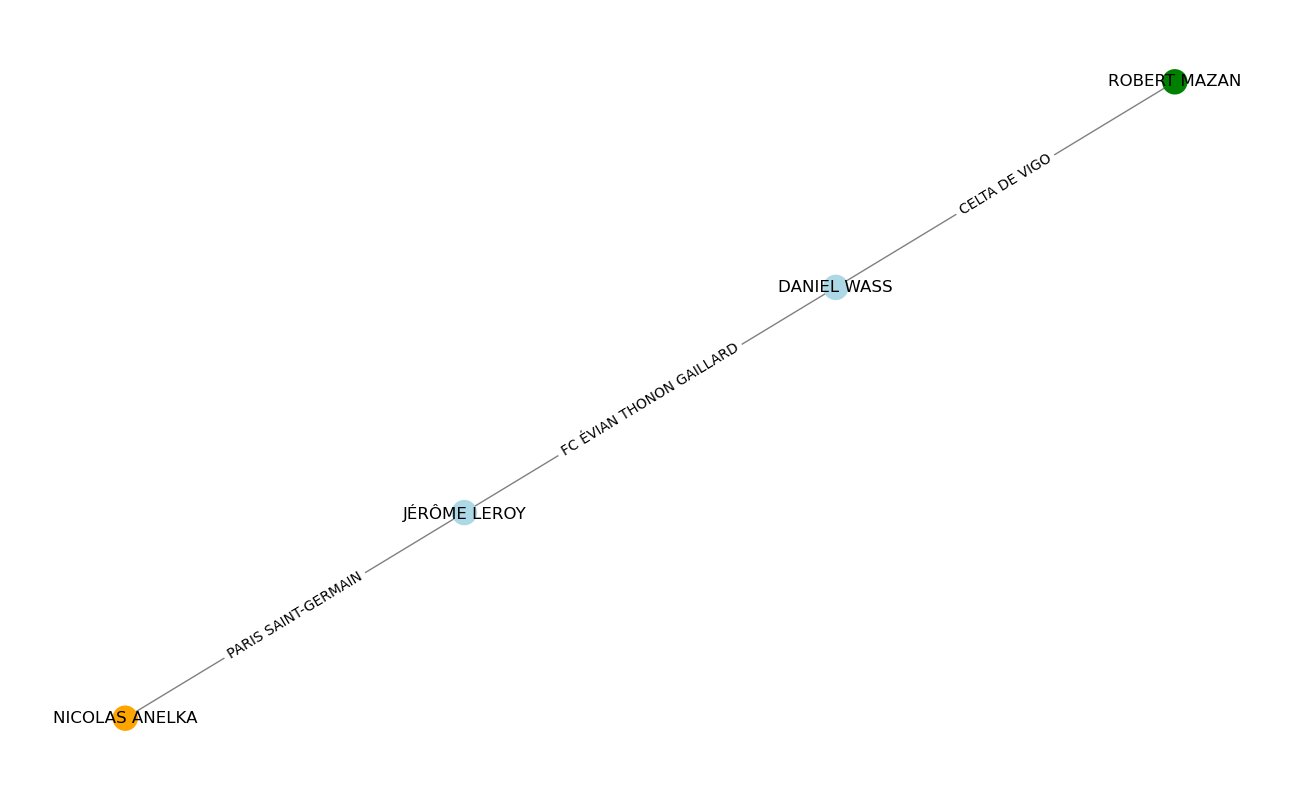 ROBERT MAZAN
CELTA DE VIGO
DANIEL WASS
FC ÉVIAN THONON GAILLARD
JÉRÔME LEROY
PARIS SAINT-GERMAIN
NICOLAS ANELKA